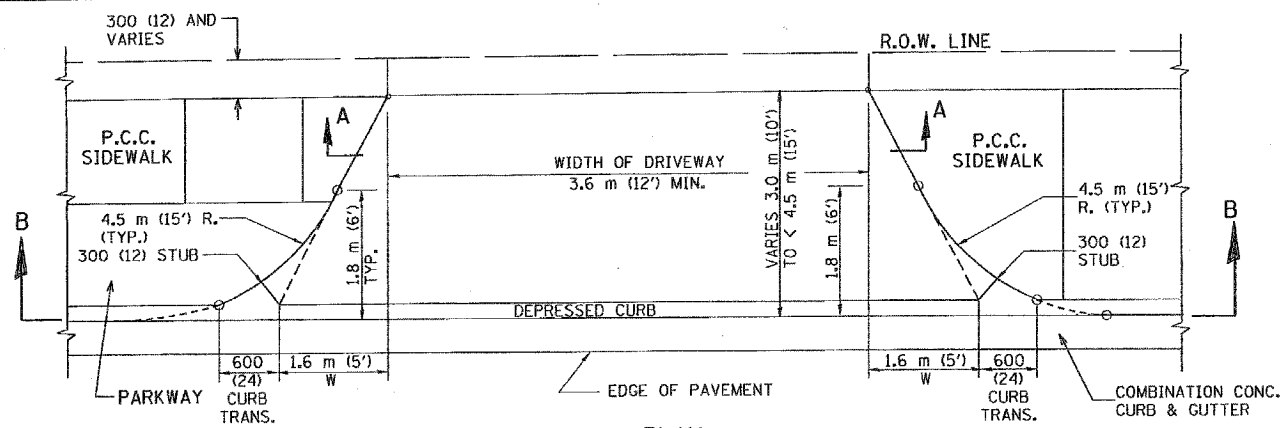 300 (12) AND
VARIES
R.O.W. LINE
P.C.C.
SIDEWALK
A
WIDTH OF DRIVEWAY
3.6 m (12') MIN.
VARIES 3.0 m (10')
TO < 4.5 m (15')
A
P.C.C.
SIDEWALK
B
4.5 m (15') R.
(TYP.)
300 (12) STUB
1.8 m (6')
TYP.
1.8 m (6')
4.5 m (15')
R. (TYP.)
300 (12)
STUB
B
DEPRESSED CURB
600
(24)
CURB
TRANS.
1.6 m (5')
W
PARKWAY
EDGE OF PAVEMENT
1.6 m (5')
W
600
(24)
CURB
TRANS.
COMBINATION CONC.
CURB & GUTTER